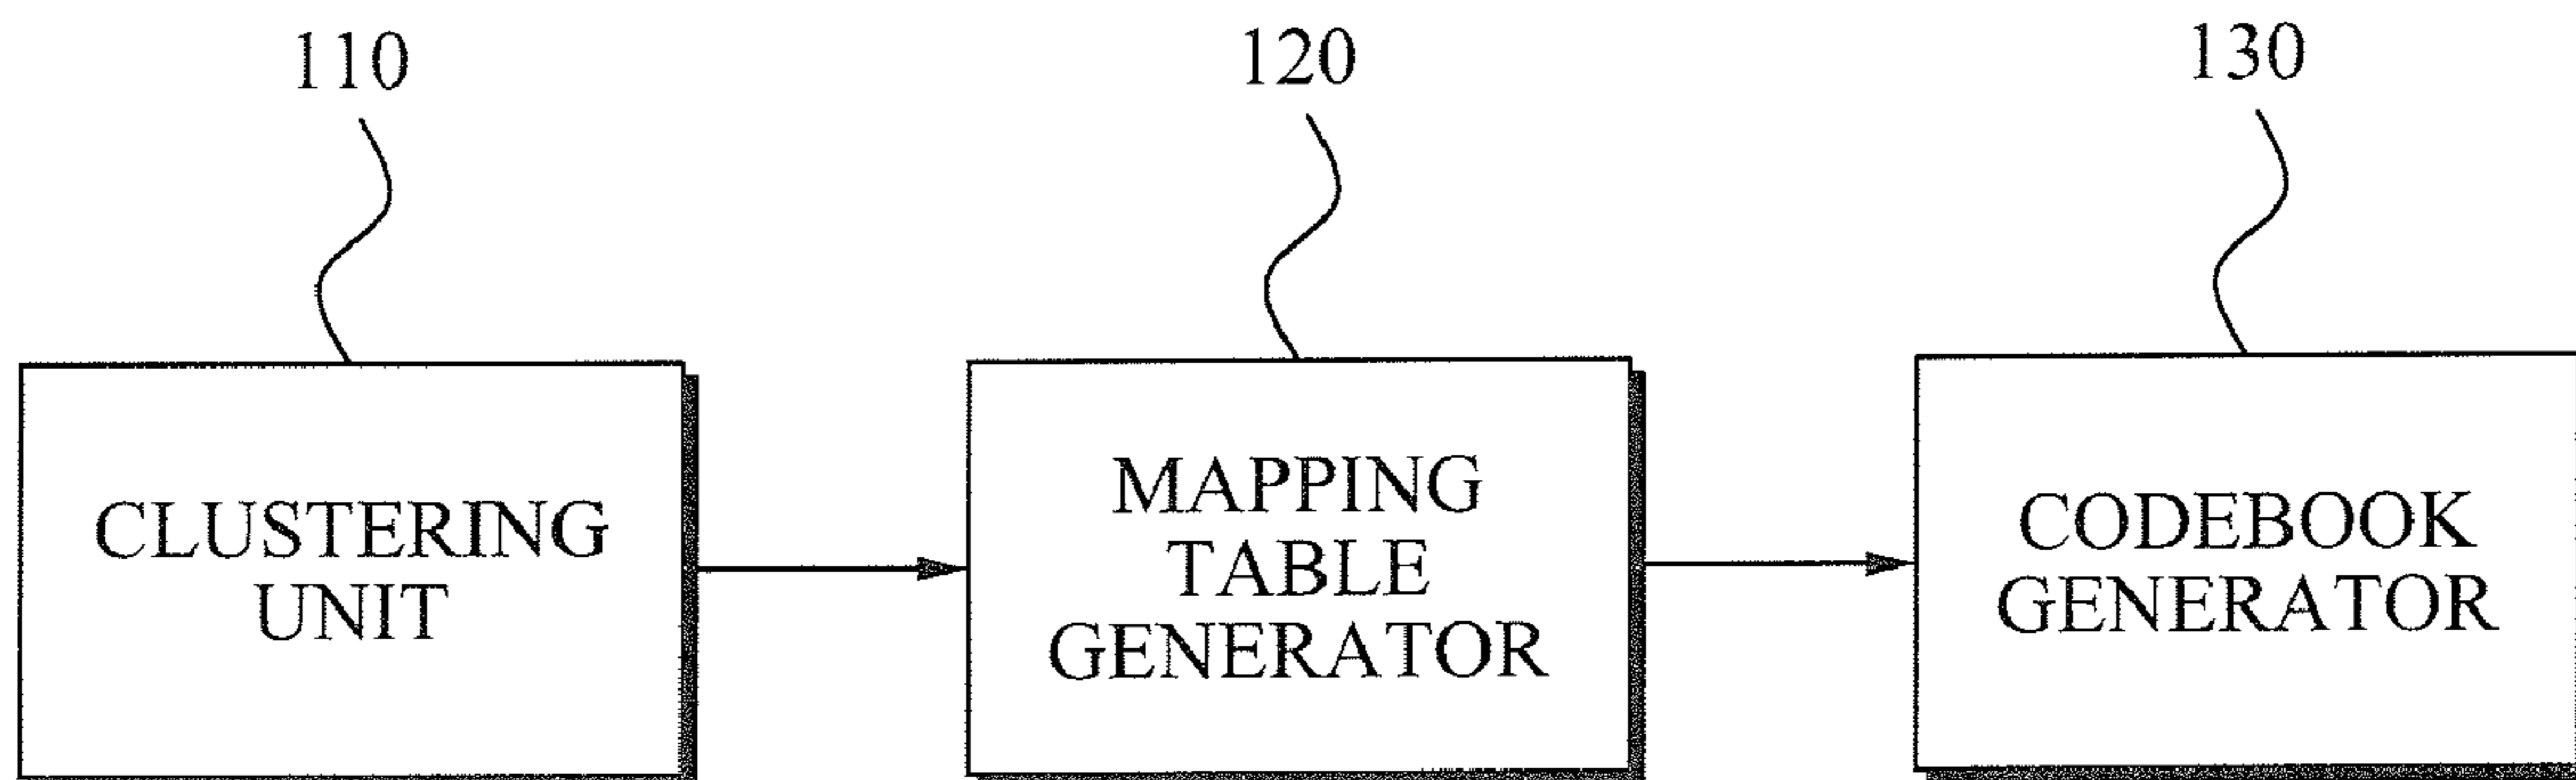 110
120
130
CLUSTERING
UNIT
MAPPING
TABLE
GENERATOR
CODEBOOK
GENERATOR